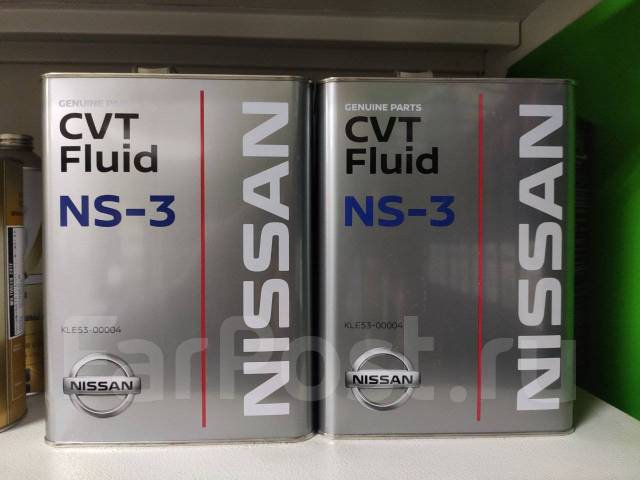 GENUINE PARTS
CVT
Fluid
NS-3
KLE53-00004
NISSAN
NISSAN
GENUINE PARTS
CVT
Fluid
NS-3
KLE53-00004
NISSAN
NISSAN
FarPost.ru